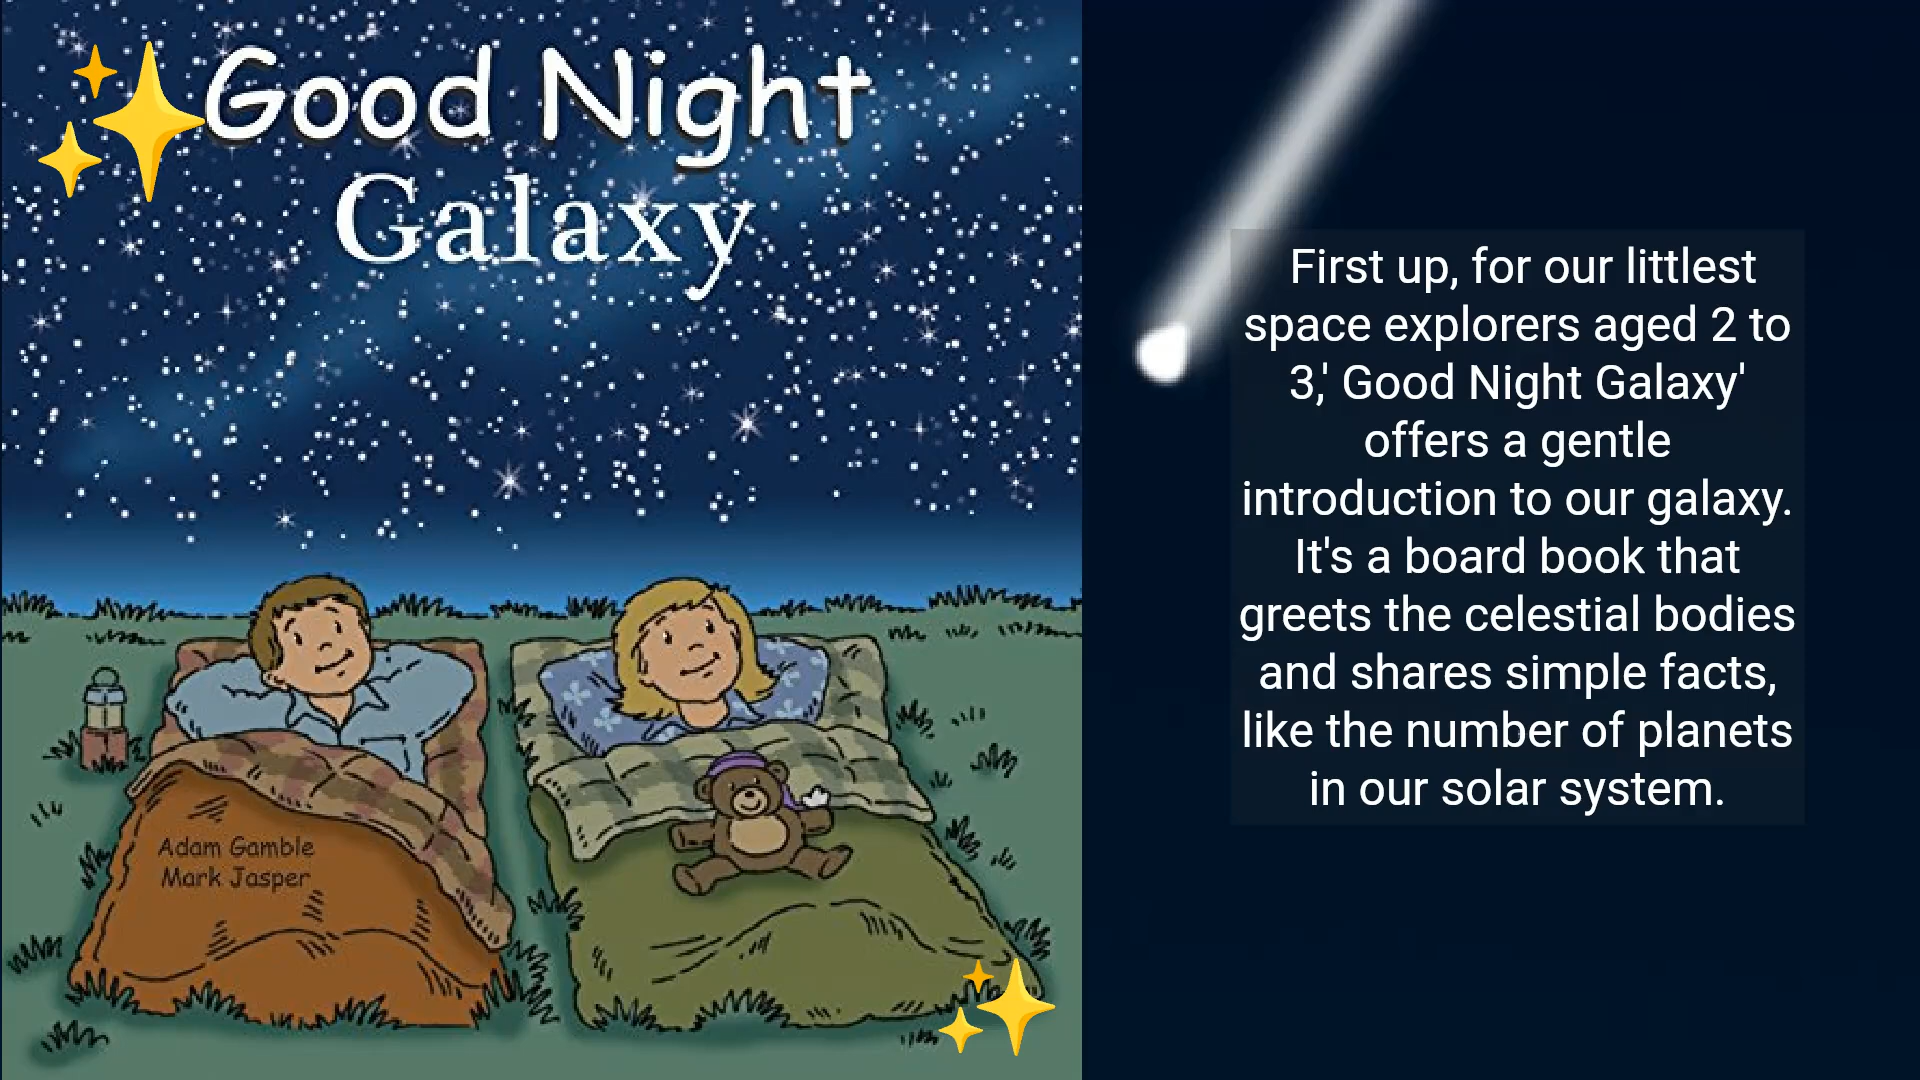 Good Night
Galaxy
Adam Gamble
Mark Jasper
First up, for our littlest
space explorers aged 2 to
3,' Good Night Galaxy'
offers a gentle
introduction to our galaxy.
It's a board book that
greets the celestial bodies
and shares simple facts,
like the number of planets
in our solar system.